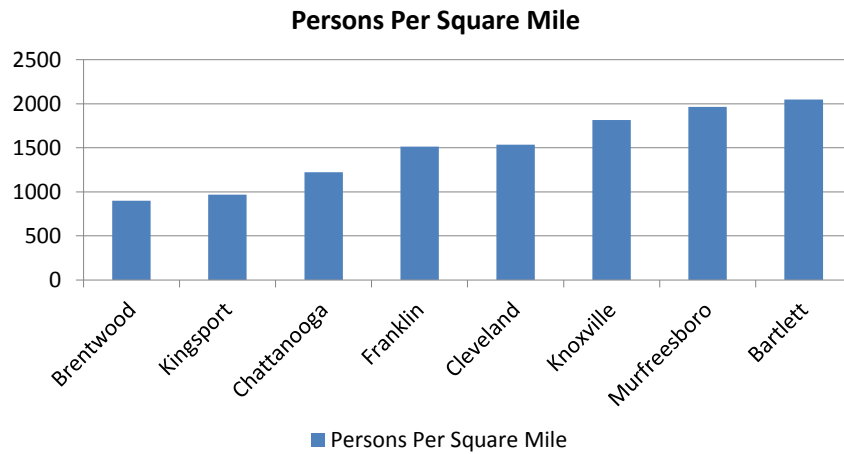 Persons Per Square Mile
2500
2000
1500
1000
500
0
Brentwood
Kingsport
Chattanooga
Franklin
Cleveland
Knoxville
Murfreesboro
Bartlett
Persons Per Square Mile